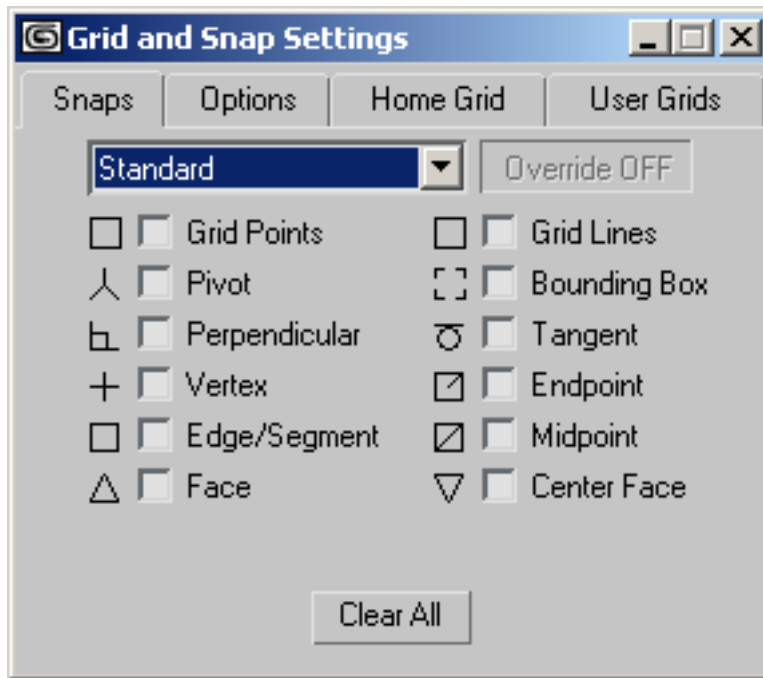 Grid and Snap Settings
Snaps Options Home Grid User Grids
Standard Override OFF
Grid Points Grid Lines
Pivot Bounding Box
Perpendicular Tangent
Vertex Endpoint
Edge/Segment Midpoint
Face Center Face
Clear All